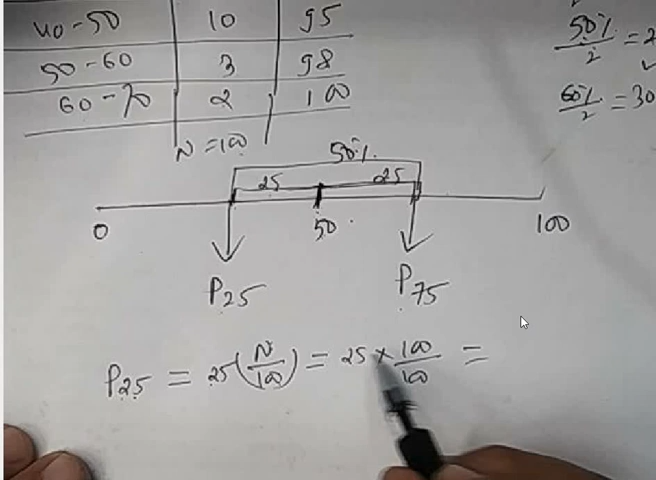 40-50 10 95
50-60 3 98
60-70 2 100
N=100
50%/2 = 2
60%/2 = 30
50%.
25 25
0 50. 100
P25 P75
P25 = 25(N/100) = 25 × 100/100 =